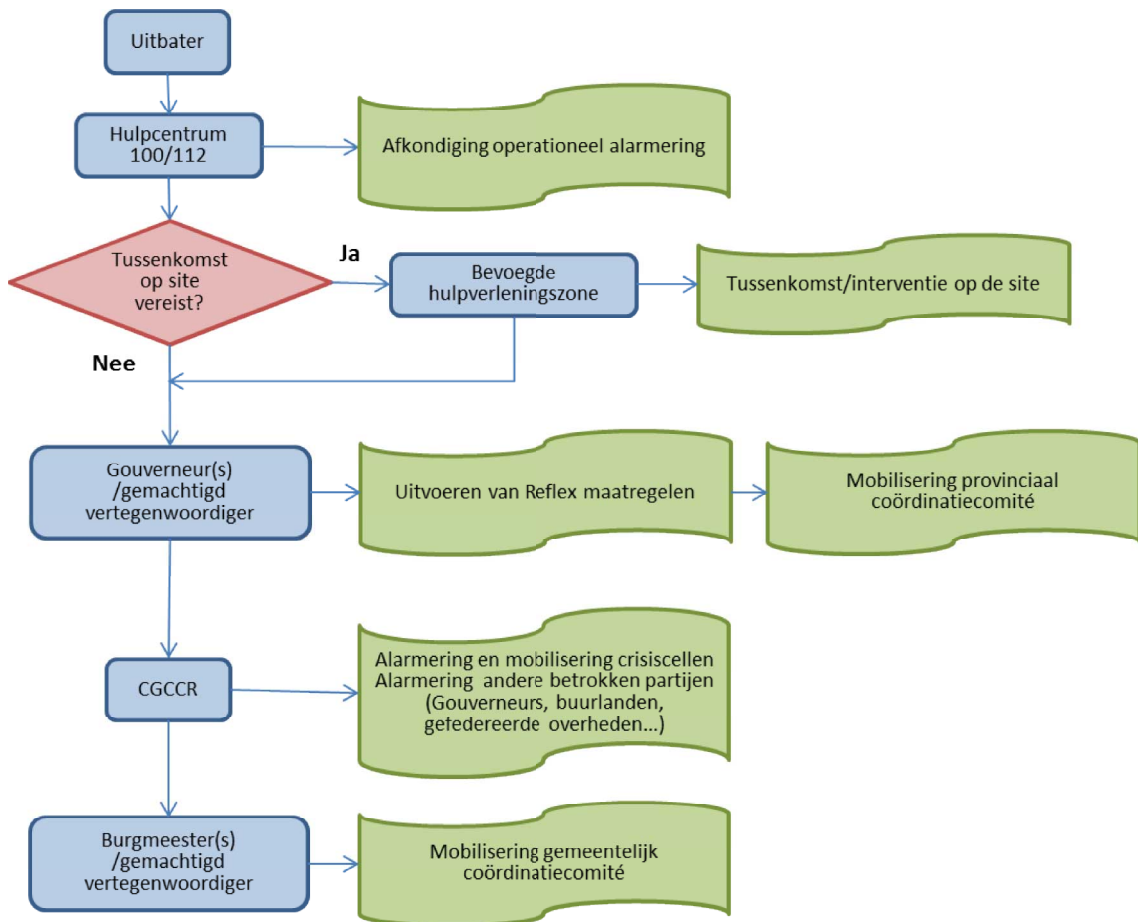 Uitbater
Hulpcentrum
100/112
Afkondiging operationeel alarmering
Tussenkomst
op site
vereist?
Ja
Bevoegde
hulpverleningszone
Tussenkomst/interventie op de site
Nee
Gouverneur(s)
/gemachtigd
vertegenwoordiger
Uitvoeren van Reflex maatregelen
Mobilisering provinciaal
coördinatiecomité
CGCCR
Alarmering en mobilisering crisiscellen
Alarmering andere betrokken partijen
(Gouverneurs, buurlanden,
gefedereerde overheden...)
Burgmeester(s)
/gemachtigd
vertegenwoordiger
Mobilisering gemeentelijk
coördinatiecomité